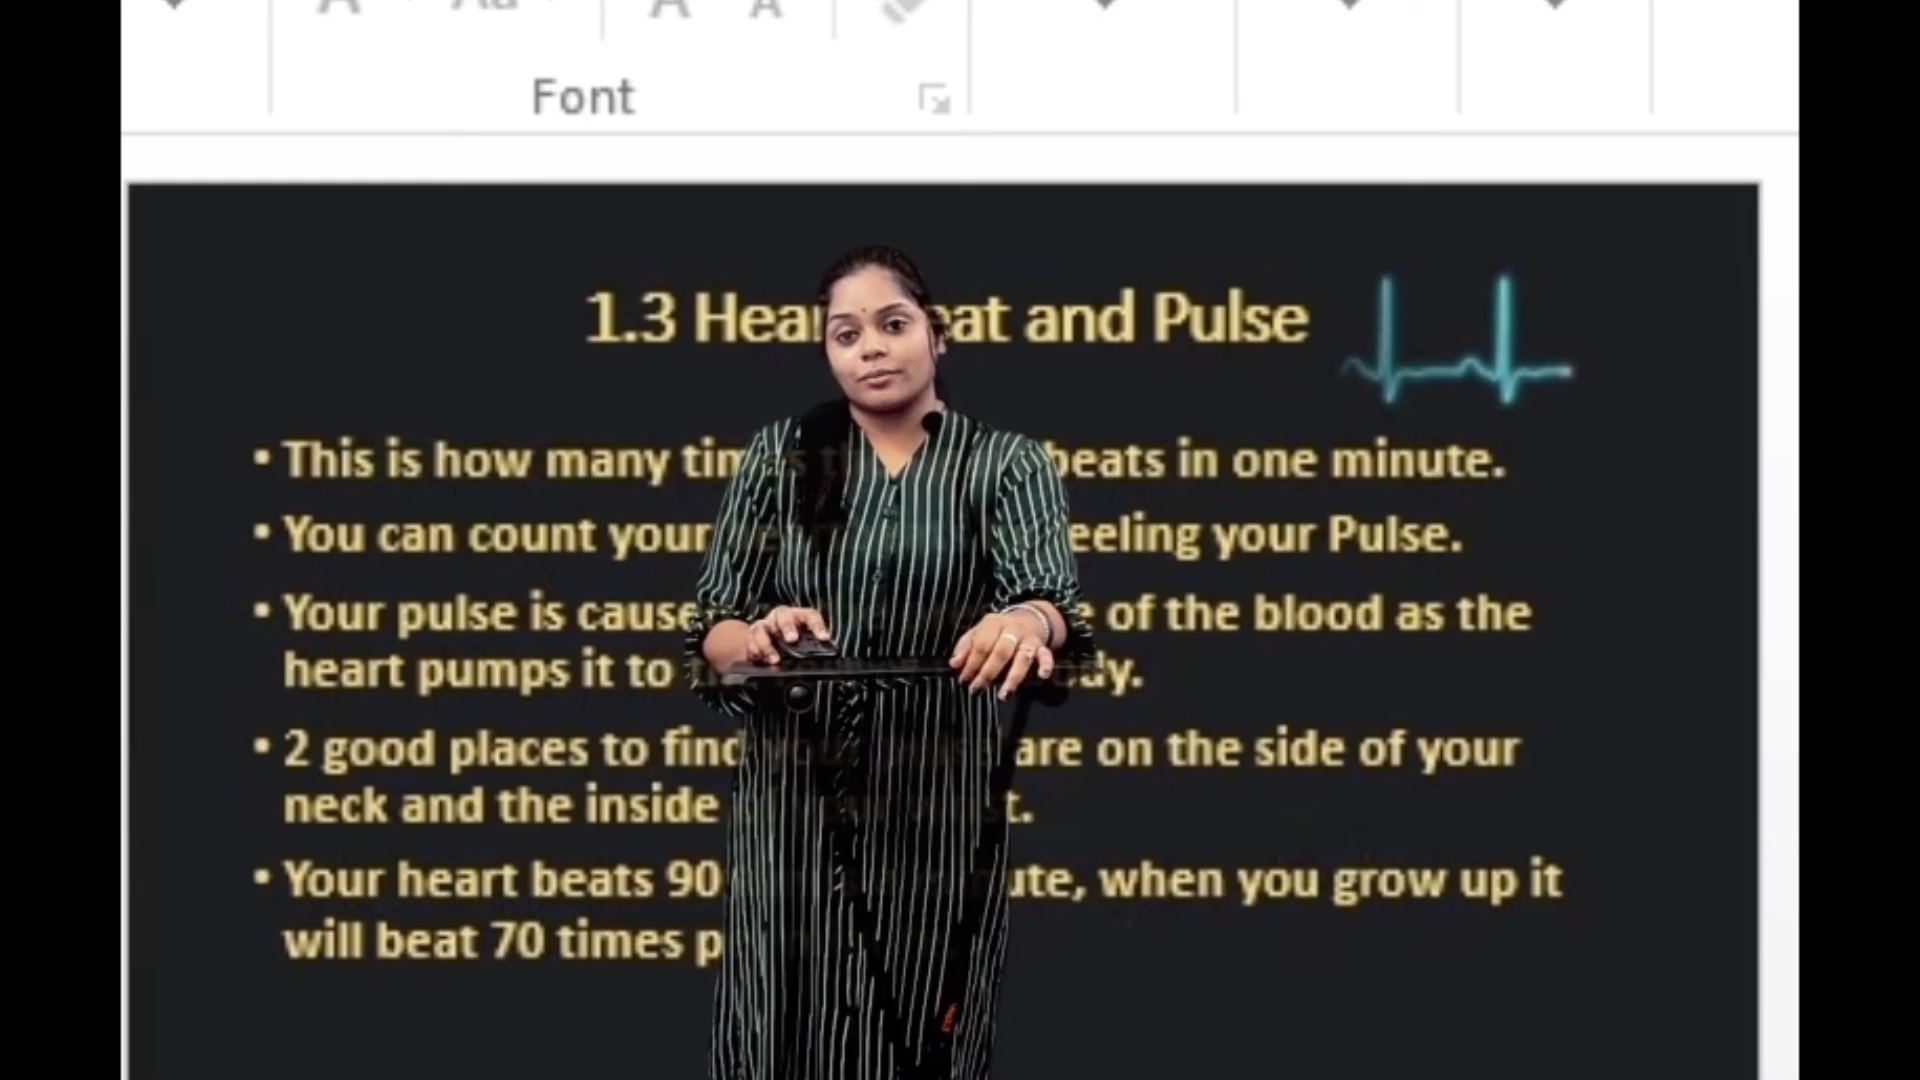 Font
1.3 Hear eat and Pulse
• This is how many tim beats in one minute.
• You can count your eeling your Pulse.
• Your pulse is cause e of the blood as the
heart pumps it to dy.
• 2 good places to find your are on the side of your
neck and the inside t.
• Your heart beats 90 ute, when you grow up it
will beat 70 times p